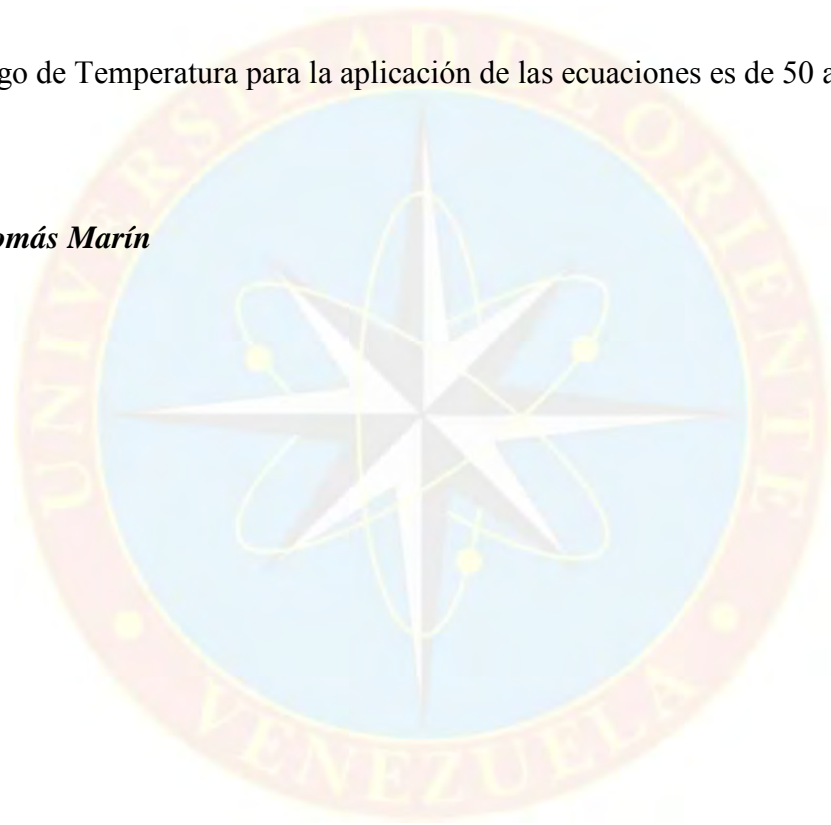 go de Temperatura para la aplicación de las ecuaciones es de 50 a
omás Marín
UNIVERSIDAD DE ORIENTE
VENEZUELA